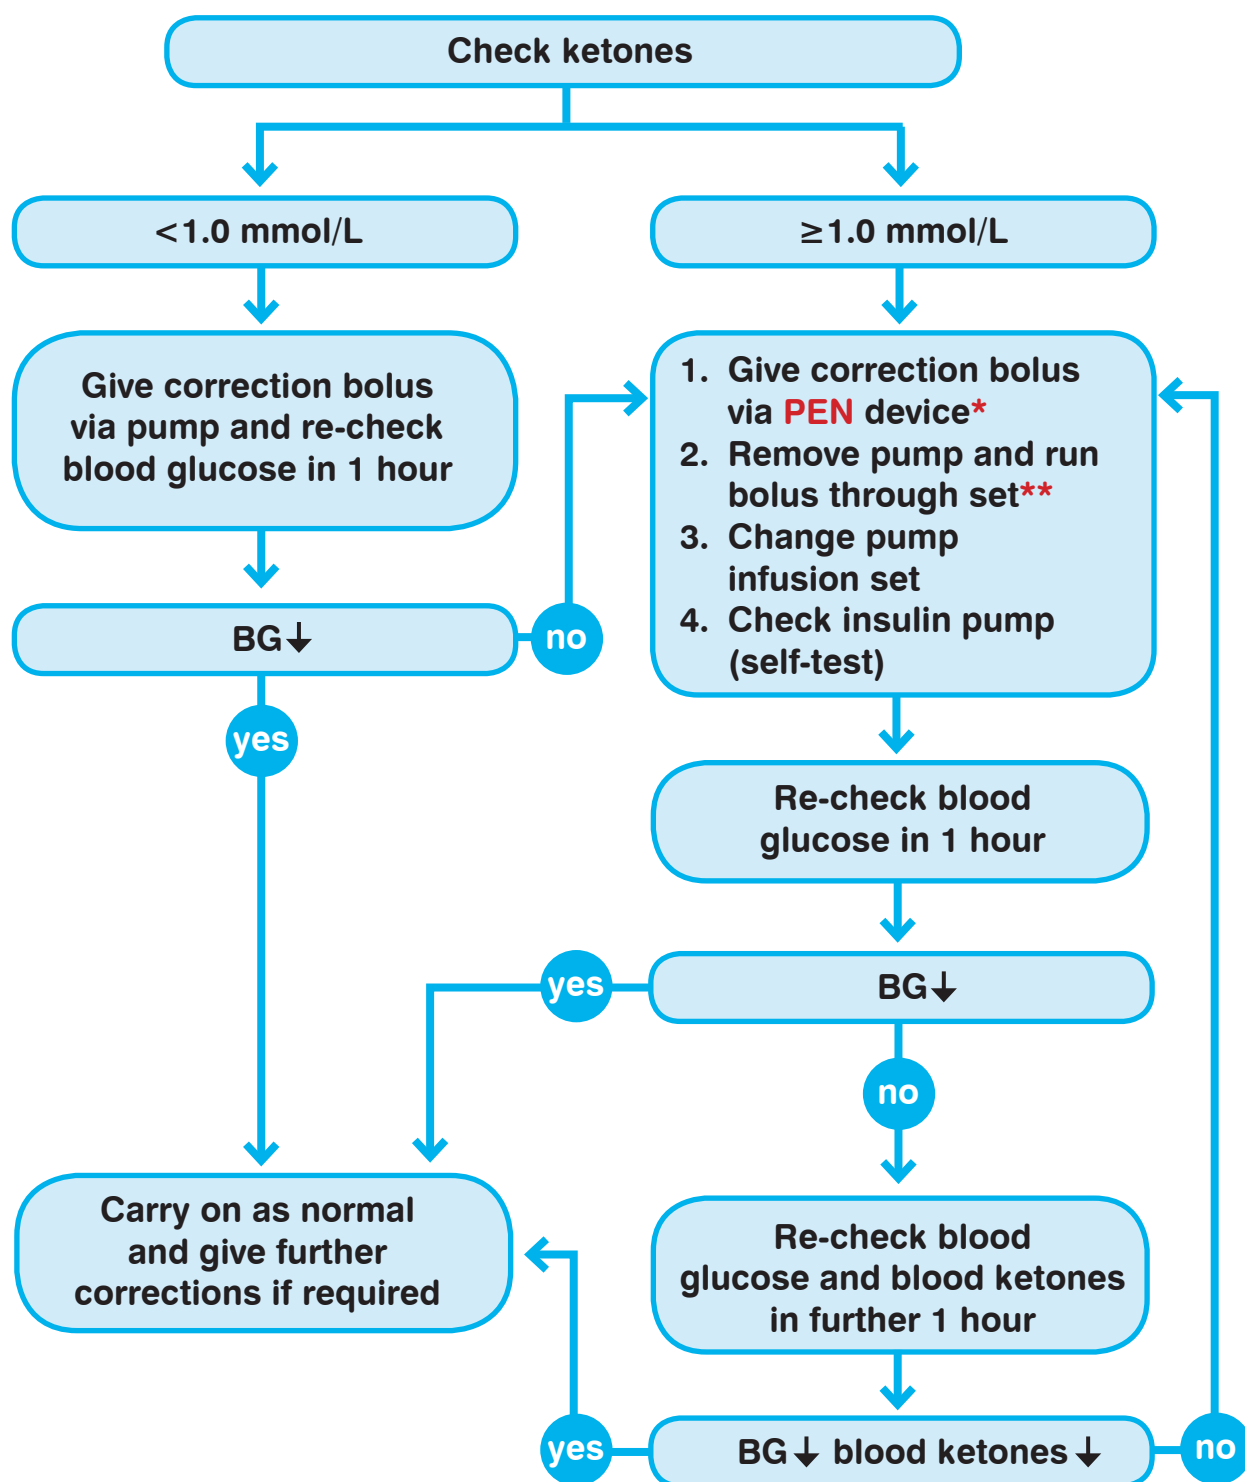 Check ketones
<1.0 mmol/L
≥1.0 mmol/L
Give correction bolus
via pump and re-check
blood glucose in 1 hour
1. Give correction bolus
via PEN device*
2. Remove pump and run
bolus through set**
3. Change pump
infusion set
4. Check insulin pump
(self-test)
BG↓
no
yes
Re-check blood
glucose in 1 hour
yes
BG↓
no
Carry on as normal
and give further
corrections if required
Re-check blood
glucose and blood ketones
in further 1 hour
yes
BG↓ blood ketones↓
no